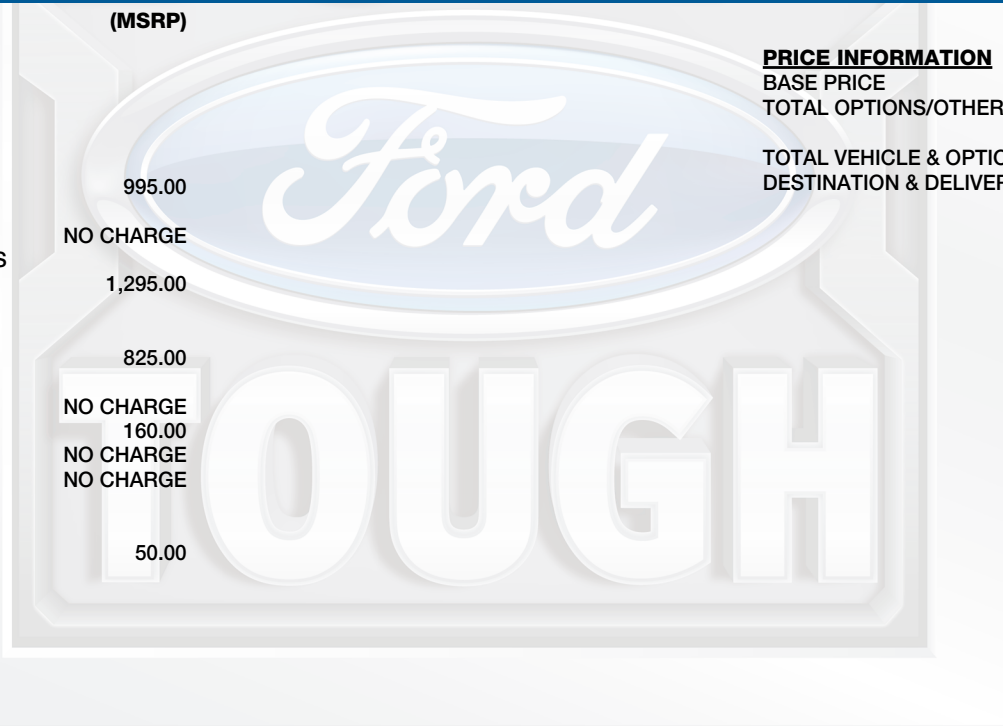 (MSRP)
995.00
NO CHARGE
S
1,295.00
825.00
NO CHARGE
160.00
NO CHARGE
NO CHARGE
50.00
PRICE INFORMATION
BASE PRICE
TOTAL OPTIONS/OTHER
TOTAL VEHICLE & OPTIO
DESTINATION & DELIVER
Ford
TOUGH